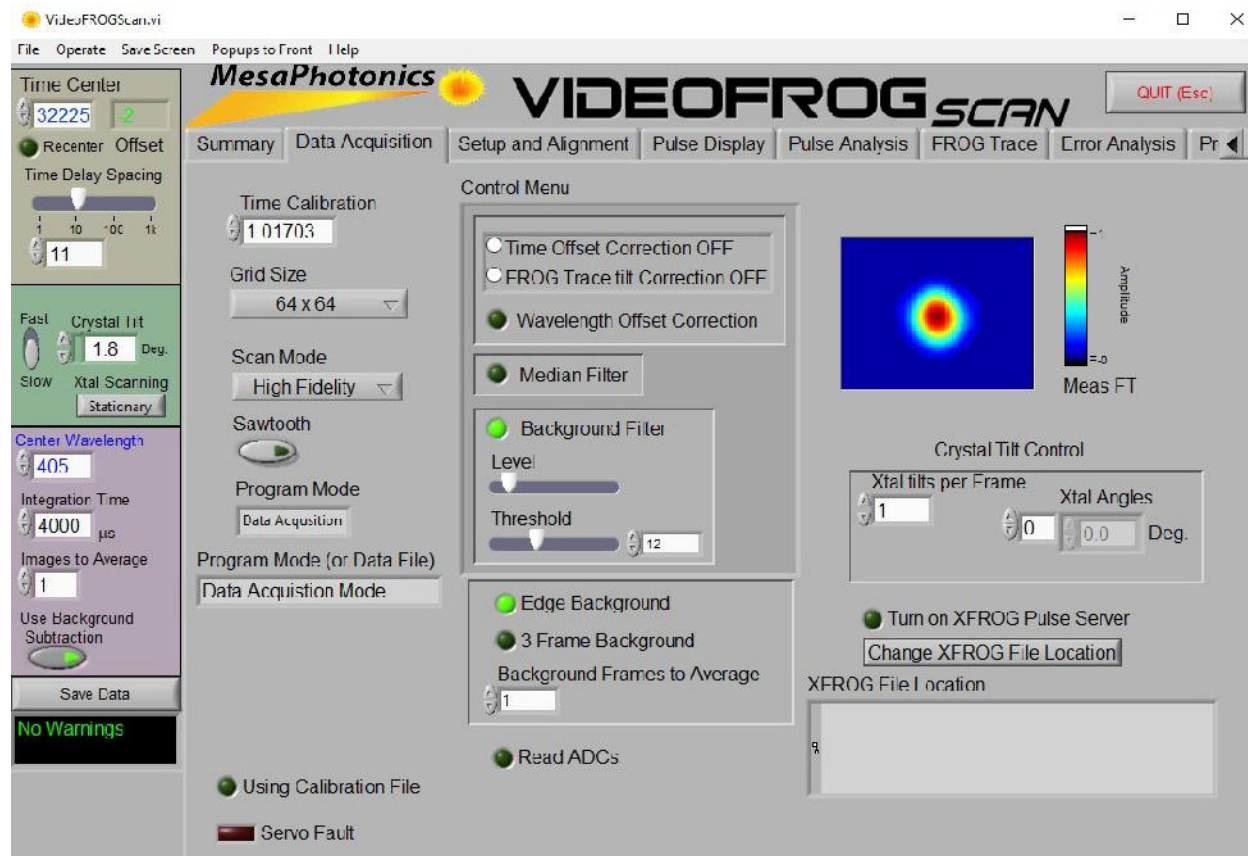 VideoFROGScan.vi
File Operate Save Screen Popups to Front Help
MesaPhotonics
VIDEOFROG SCAN
QUIT (Esc)
Time Center
32225 -2
Recenter Offset
Time Delay Spacing
1 10 100 1k
11
Fast
Crystal Tilt
1.8 Deg.
Slow
Xtal Scanning
Stationary
Center Wavelength
405
Integration Time
4000 µs
Images to Average
1
Use Background
Subtraction
Save Data
No Warnings
Summary Data Acquisition Setup and Alignment Pulse Display Pulse Analysis FROG Trace Error Analysis Pr
Time Calibration
1.01703
Grid Size
64 x 64
Scan Mode
High Fidelity
Sawtooth
Program Mode
Data Acqusition
Program Mode (or Data File)
Data Acquistion Mode
Using Calibration File
Servo Fault
Control Menu
Time Offset Correction OFF
FROG Trace tilt Correction OFF
Wavelength Offset Correction
Median Filter
Background Filter
Level
Threshold
12
Edge Background
3 Frame Background
Background Frames to Average
1
Read ADCs
-1
Amplitude
-0
Meas FT
Crystal Tilt Control
Xtal tilts per Frame
1
Xtal Angles
0 0.0 Deg.
Turn on XFROG Pulse Server
Change XFROG File Location
XFROG File Location